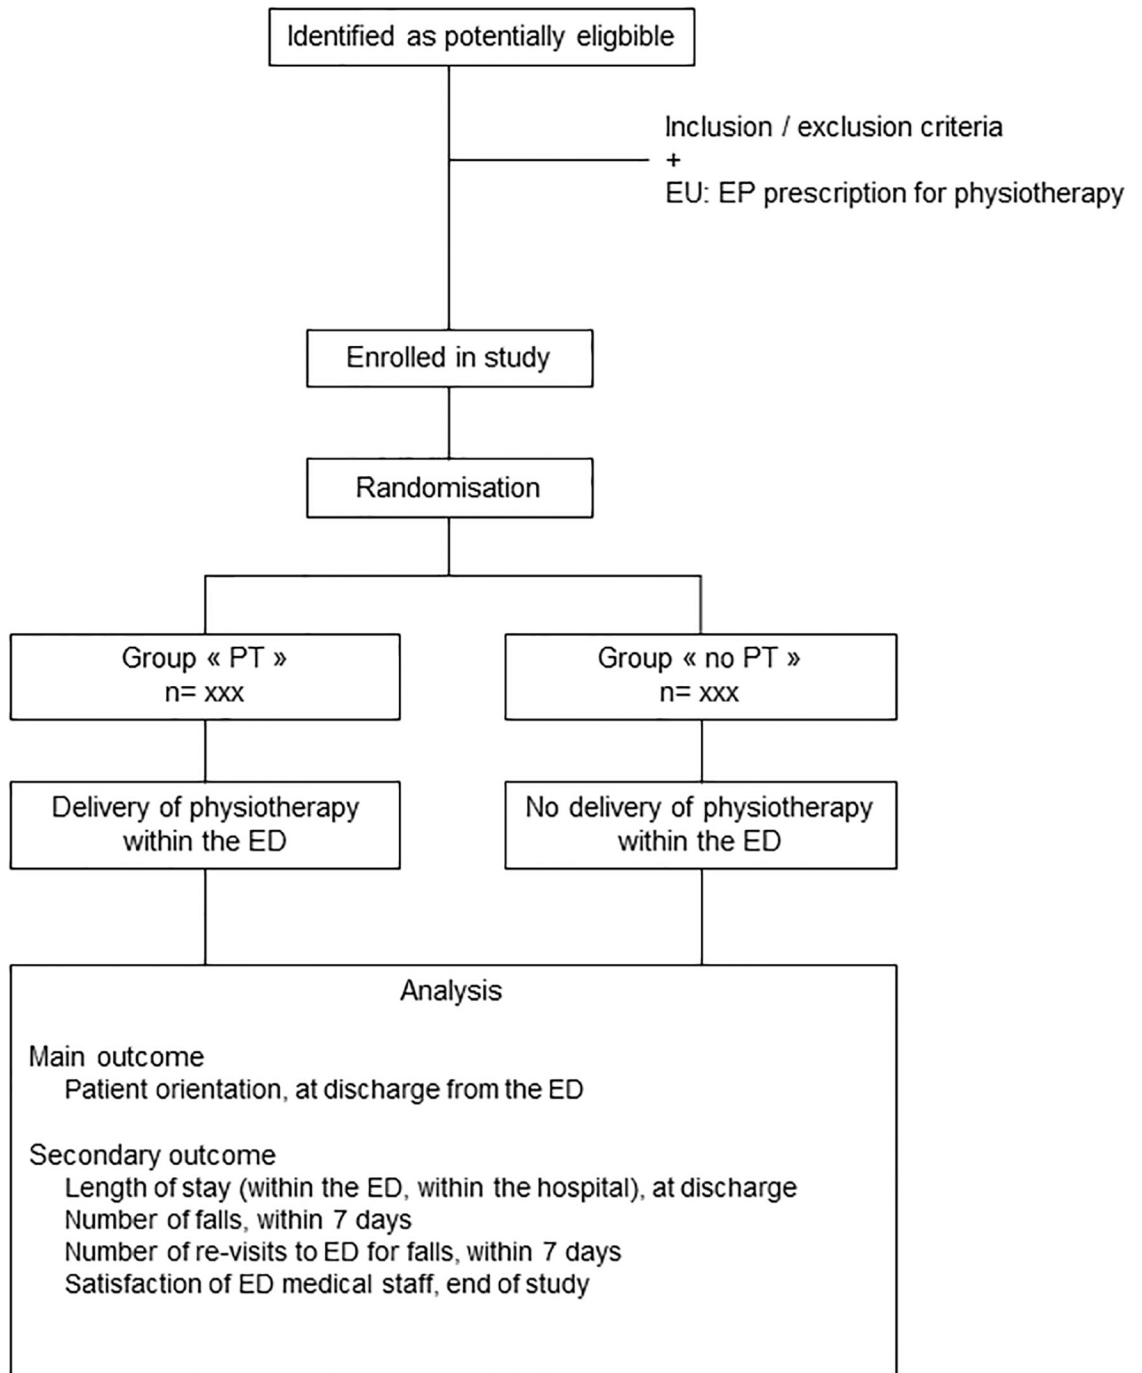 Identified as potentially eligbible
Inclusion / exclusion criteria
+
EU: EP prescription for physiotherapy
Enrolled in study
Randomisation
Group « PT »
n= xxx
Group « no PT »
n= xxx
Delivery of physiotherapy
within the ED
No delivery of physiotherapy
within the ED
Analysis
Main outcome
Patient orientation, at discharge from the ED
Secondary outcome
Length of stay (within the ED, within the hospital), at discharge
Number of falls, within 7 days
Number of re-visits to ED for falls, within 7 days
Satisfaction of ED medical staff, end of study